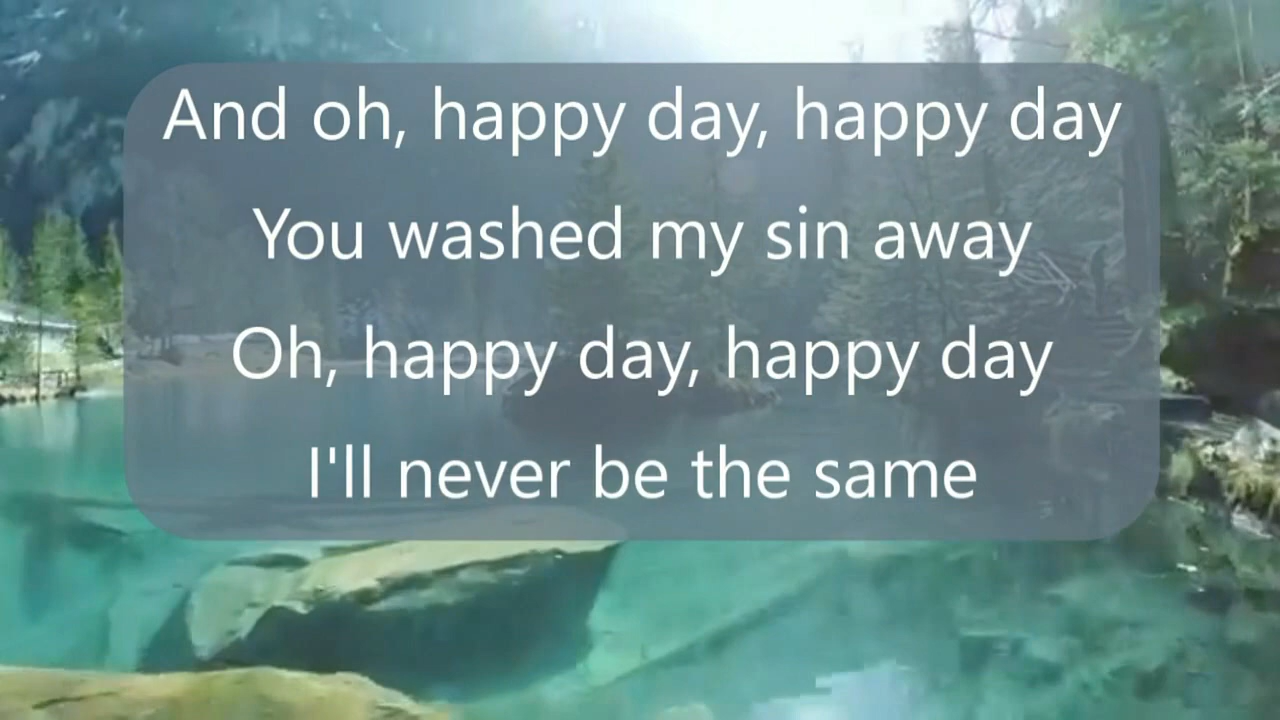 And oh, happy day, happy day
You washed my sin away
Oh, happy day, happy day
I'll never be the same